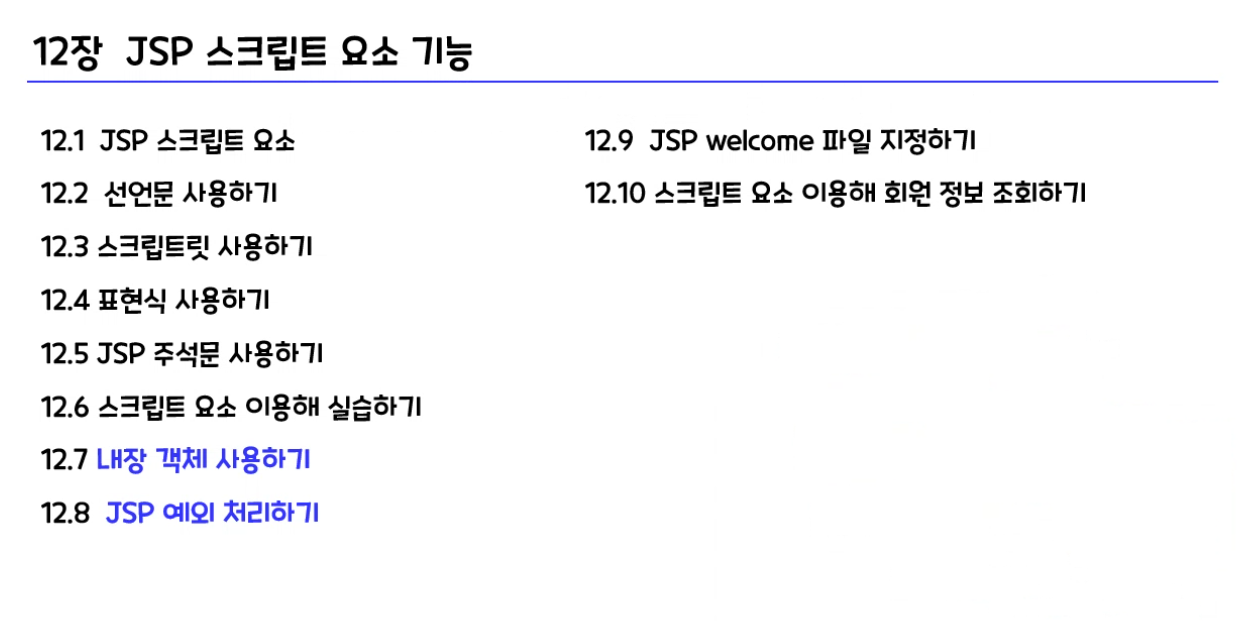 12장 JSP 스크립트 요소 기능
12.1 JSP 스크립트 요소
12.2 선언문 사용하기
12.3 스크립트릿 사용하기
12.4 표현식 사용하기
12.5 JSP 주석문 사용하기
12.6 스크립트 요소 이용해 실습하기
12.7 내장 객체 사용하기
12.8 JSP 예외 처리하기
12.9 JSP welcome 파일 지정하기
12.10 스크립트 요소 이용해 회원 정보 조회하기